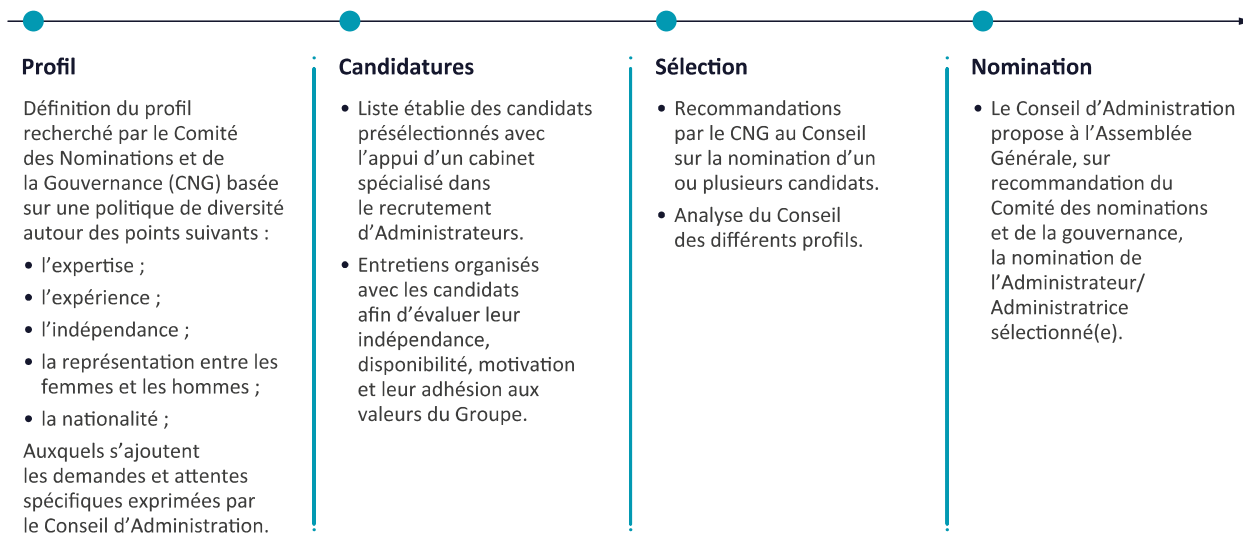 Profil
Définition du profil
recherché par le Comité
des Nominations et de
la Gouvernance (CNG) basée
sur une politique de diversité
autour des points suivants :
• l’expertise ;
• l’expérience ;
• l’indépendance ;
• la représentation entre les
femmes et les hommes ;
• la nationalité ;
Auxquels s’ajoutent
les demandes et attentes
spécifiques exprimées par
le Conseil d’Administration.
Candidatures
• Liste établie des candidats
présélectionnés avec
l’appui d’un cabinet
spécialisé dans
le recrutement
d’Administrateurs.
• Entretiens organisés
avec les candidats
afin d’évaluer leur
indépendance,
disponibilité, motivation
et leur adhésion aux
valeurs du Groupe.
Sélection
• Recommandations
par le CNG au Conseil
sur la nomination d’un
ou plusieurs candidats.
• Analyse du Conseil
des différents profils.
Nomination
• Le Conseil d’Administration
propose à l’Assemblée
Générale, sur
recommandation du
Comité des nominations
et de la gouvernance,
la nomination de
l’Administrateur/
Administratrice
sélectionné(e).